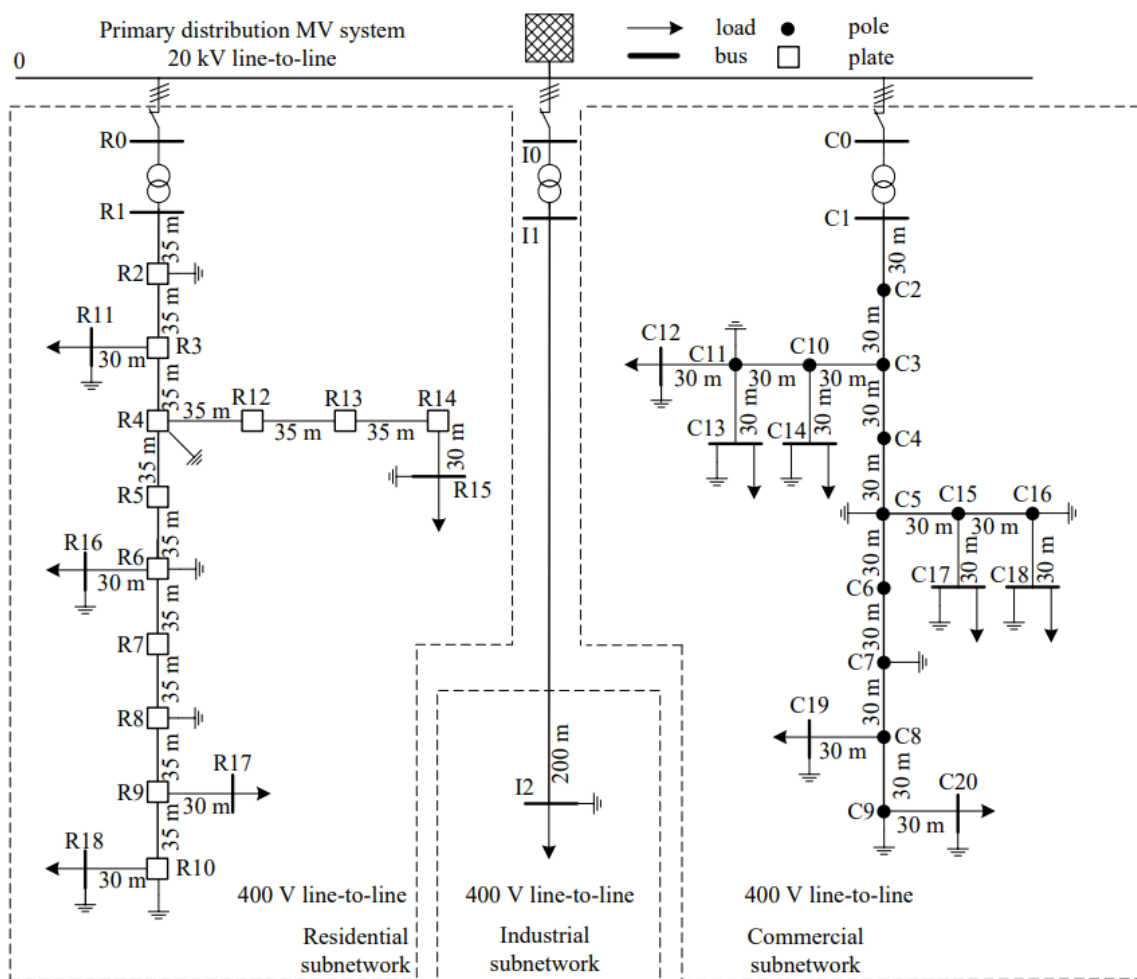 Primary distribution MV system
20 kV line-to-line
load
pole
bus
plate
0
R0
I0
C0
R1
I1
C1
35 m
30 m
R2
C2
35 m
30 m
R11
R3
30 m
C12
C11
C10
C3
30 m
30 m
30 m
35 m
R4
35 m
R12
R13
R14
35 m
35 m
30 m
R15
30 m
30 m
30 m
C13
C14
C4
35 m
R5
30 m
C5
C15
C16
30 m
30 m
35 m
R16
R6
30 m
30 m
30 m
30 m
C17
C18
C6
35 m
R7
30 m
C7
35 m
R8
30 m
C19
C8
30 m
35 m
R17
R9
30 m
200 m
I2
30 m
C20
C9
30 m
35 m
R18
R10
30 m
400 V line-to-line
400 V line-to-line
400 V line-to-line
Residential
subnetwork
Industrial
subnetwork
Commercial
subnetwork